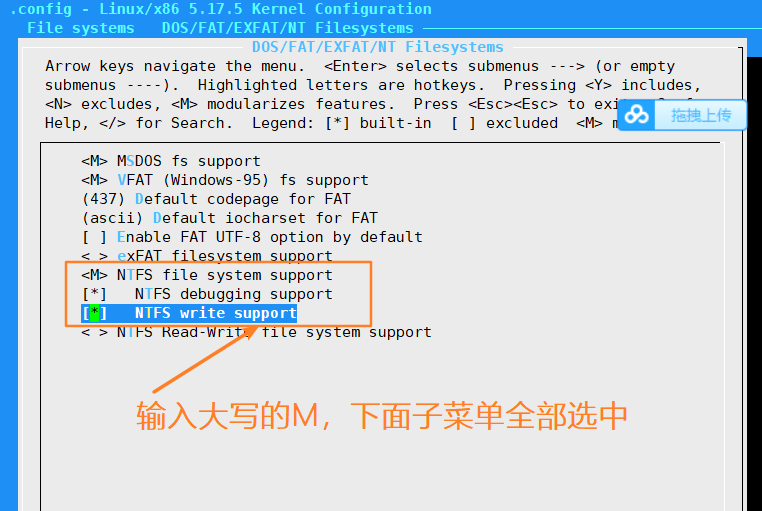 .config - Linux/x86 5.17.5 Kernel Configuration
File systems  DOS/FAT/EXFAT/NT Filesystems
DOS/FAT/EXFAT/NT Filesystems
Arrow keys navigate the menu.  <Enter> selects submenus ---> (or empty
submenus ----).  Highlighted letters are hotkeys.  Pressing <Y> includes,
<N> excludes, <M> modularizes features.  Press <Esc><Esc> to
Help, </> for Search.  Legend: [*] built-in  [ ] excluded  <M>
拖拽上传
<M> MSDOS fs support
<M> VFAT (Windows-95) fs support
(437) Default codepage for FAT
(ascii) Default iocharset for FAT
[ ] Enable FAT UTF-8 option by default
< > exFAT filesystem support
<M> NTFS file system support
[*]   NTFS debugging support
[*]   NTFS write support
< > NTFS Read-Write file system support
输入大写的M，下面子菜单全部选中